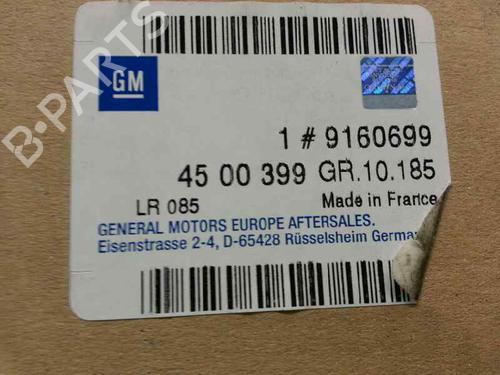 B-PARTS
GM
1 # 9160699
45 00 399 GR.10.185
LR 085 Made in France
GENERAL MOTORS EUROPE AFTERSALES.
Eisenstrasse 2-4, D-65428 Rüsselsheim German